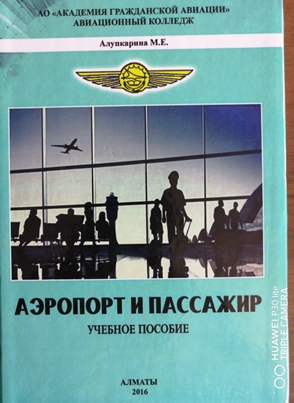 АО «АКАДЕМИЯ ГРАЖДАНСКОЙ АВИАЦИИ»
АВИАЦИОННЫЙ КОЛЛЕДЖ
Алупкарина М.Е.
АЭРОПОРТ И ПАССАЖИР
УЧЕБНОЕ ПОСОБИЕ
АЛМАТЫ
2016
HUAWEI P30 lite
TRIPLE CAMERA